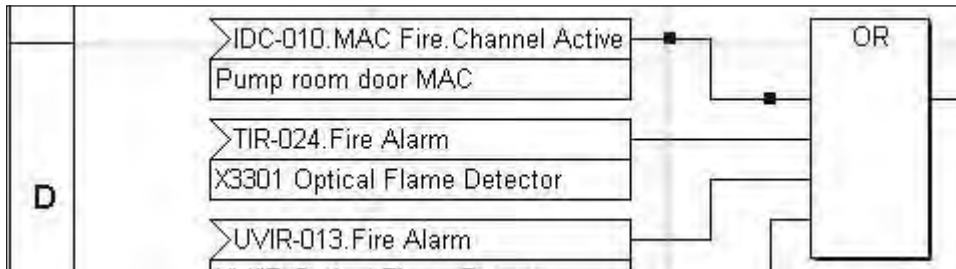 IDC-010.MAC Fire.Channel Active
OR
Pump room door MAC
TIR-024.Fire Alarm
X3301 Optical Flame Detector
D
UVIR-013.Fire Alarm